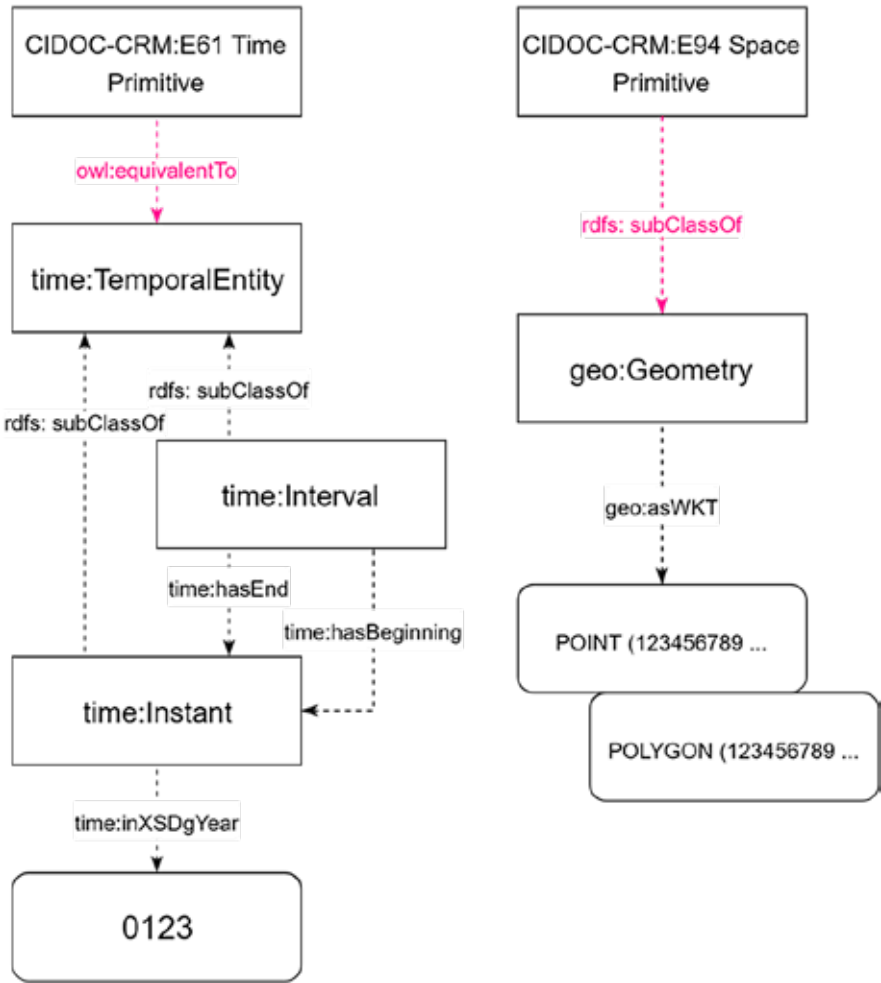 CIDOC-CRM:E61 Time
Primitive
owl:equivalentTo
time:TemporalEntity
rdfs: subClassOf
rdfs: subClassOf
time:Interval
time:hasEnd
time:hasBeginning
time:Instant
time:inXSDgYear
0123
CIDOC-CRM:E94 Space
Primitive
rdfs: subClassOf
geo:Geometry
geo:asWKT
POINT (123456789 ...
POLYGON (123456789 ...